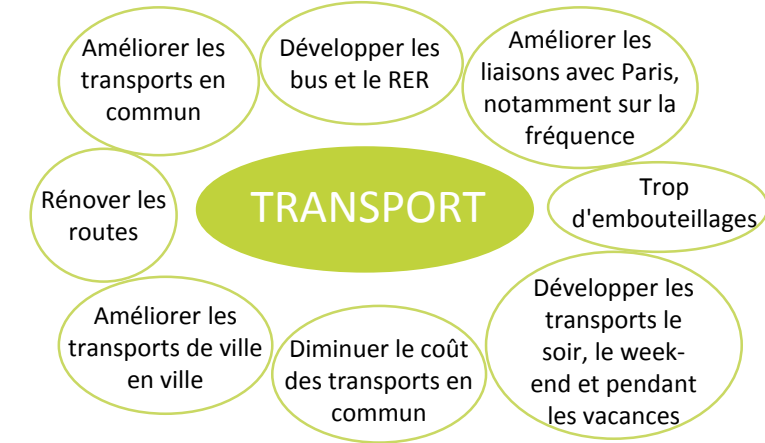 Améliorer les
transports en
commun
Développer les
bus et le RER
Améliorer les
liaisons avec Paris,
notamment sur la
fréquence
Rénover les
routes
TRANSPORT
Trop
d'embouteillages
Améliorer les
transports de ville
en ville
Diminuer le coût
des transports en
commun
Développer les
transports le
soir, le week-
end et pendant
les vacances